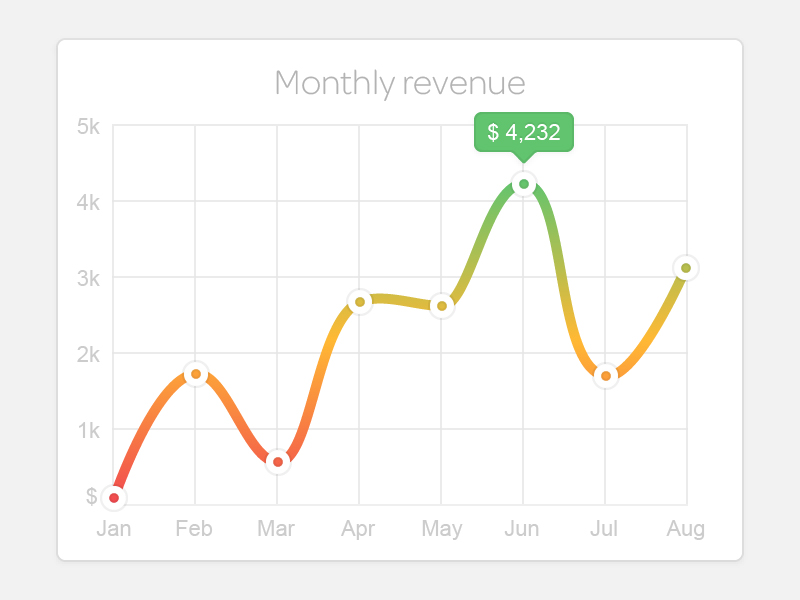 Monthly revenue
5k
$ 4,232
4k
3k
2k
1k
$
Jan Feb Mar Apr May Jun Jul Aug